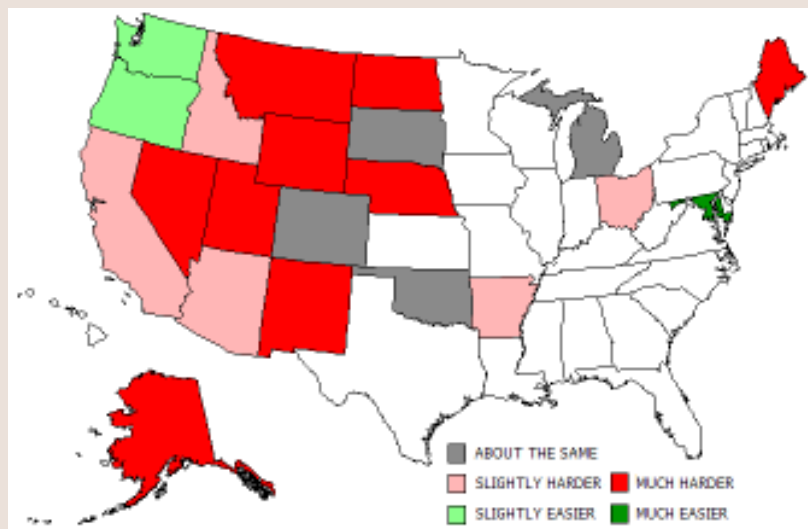 ABOUT THE SAME
SLIGHTLY HARDER MUCH HARDER
SLIGHTLY EASIER MUCH EASIER